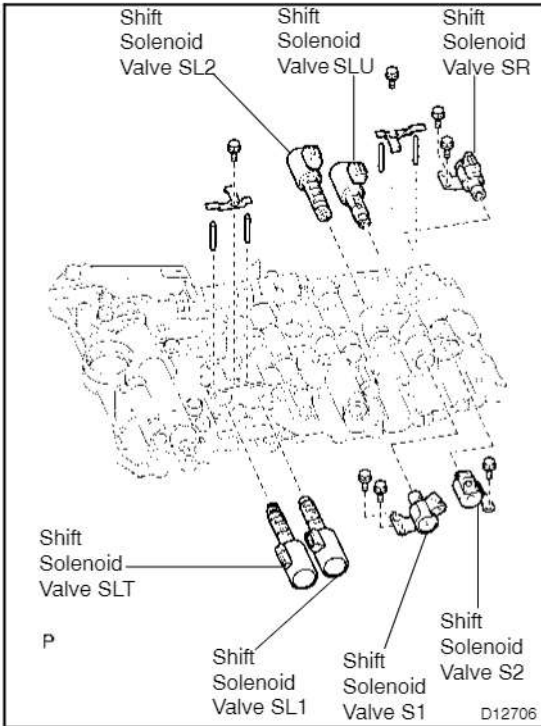 Shift
Solenoid
Valve SL2
Shift
Solenoid
Valve SLU
Shift
Solenoid
Valve SR
Shift
Solenoid
Valve SLT
P
Shift
Solenoid
Valve SL1
Shift
Solenoid
Valve S1
Shift
Solenoid
Valve S2
D12706